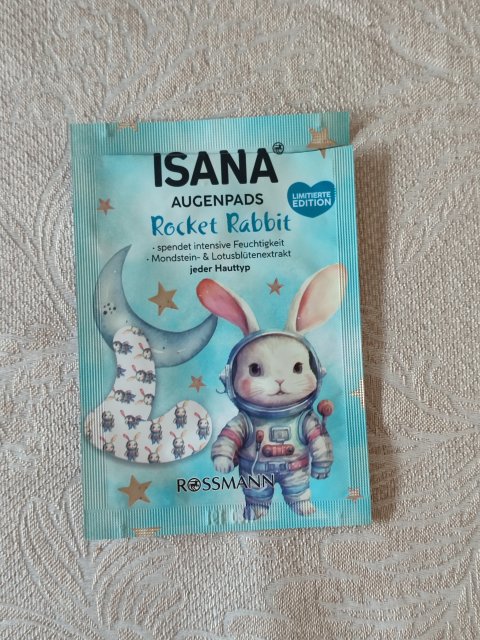 ISANA
AUGENPADS
LIMITIERTE
EDITION
Rocket Rabbit
· spendet intensive Feuchtigkeit
· Mondstein- & Lotusblütenextrakt
jeder Hauttyp
ROSSMANN